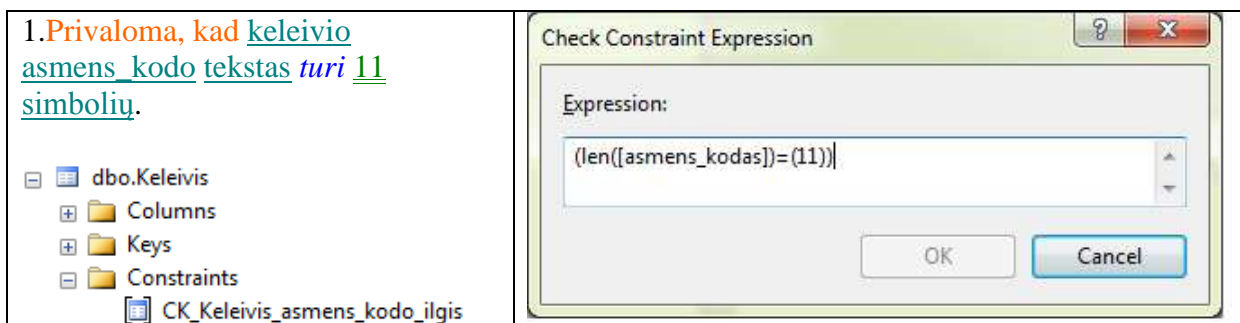 1.Privaloma, kad keleivio
asmens_kodo tekstas turi 11
simbolių.
dbo.Keleivis
Columns
Keys
Constraints
CK_Keleivis_asmens_kodo_ilgis
Check Constraint Expression
Expression:
(len([asmens_kodas])=(11))
OK
Cancel